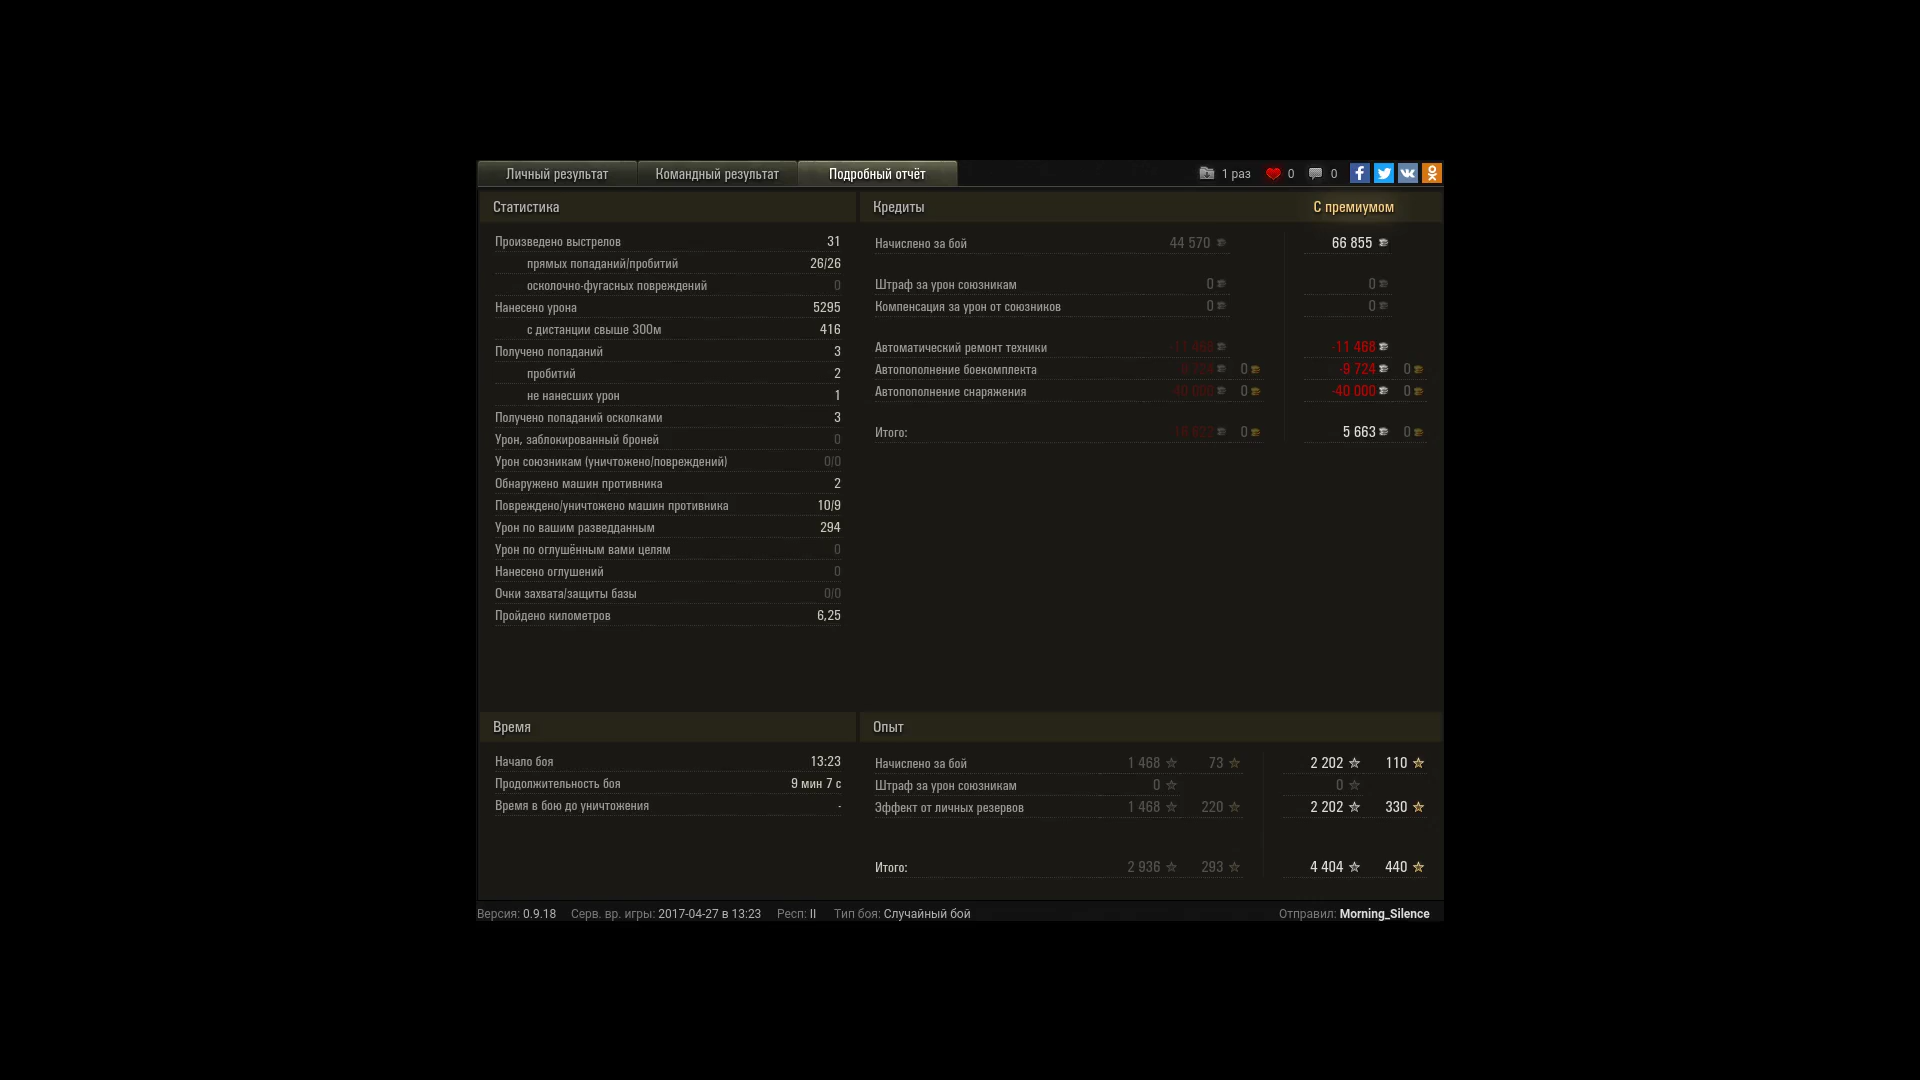 Личный результат Командный результат Подробный отчёт 1 раз 0 0
Статистика
Произведено выстрелов 31
прямых попаданий/пробитий 26/26
осколочно-фугасных повреждений 0
Нанесено урона 5295
с дистанции свыше 300м 416
Получено попаданий 3
пробитий 2
не нанесших урон 1
Получено попаданий осколками 3
Урон, заблокированный броней 0
Урон союзникам (уничтожено/повреждений) 0/0
Обнаружено машин противника 2
Повреждено/уничтожено машин противника 10/9
Урон по вашим разведданным 294
Урон по оглушённым вами целям 0
Нанесено оглушений 0
Очки захвата/защиты базы 0/0
Пройдено километров 6,25
Кредиты С премиумом
Начислено за бой 44 570 66 855
Штраф за урон союзникам 0 0
Компенсация за урон от союзников 0 0
Автоматический ремонт техники -11 468 -11 468
Автопополнение боекомплекта -9 724 0 -9 724 0
Автопополнение снаряжения -40 000 0 -40 000 0
Итого: -16 622 0 5 663 0
Время
Начало боя 13:23
Продолжительность боя 9 мин 7 с
Время в бою до уничтожения -
Опыт
Начислено за бой 1 468 73 2 202 110
Штраф за урон союзникам 0 0
Эффект от личных резервов 1 468 220 2 202 330
Итого: 2 936 293 4 404 440
Версия: 0.9.18 Серв. вр. игры: 2017-04-27 в 13:23 Респ: II Тип боя: Случайный бой Отправил: Morning_Silence